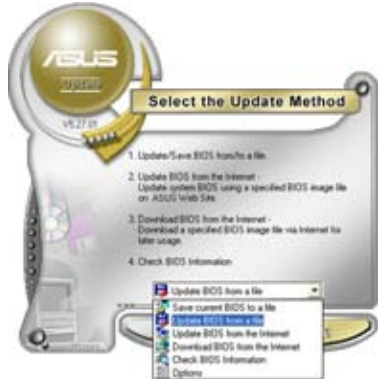 ASUS
Update
V5.27.01
Select the Update Method
1. Update/Save BIOS from/to a file.
2. Update BIOS from the Internet -
Update system BIOS using a specified BIOS image file
on ASUS Web Site.
3. Download BIOS from the Internet -
Download a specified BIOS image file via Internet for
later usage.
4. Check BIOS Information
Update BIOS from a file
Save current BIOS to a file
Update BIOS from a file
Update BIOS from the Internet
Download BIOS from the Internet
Check BIOS Information
Options